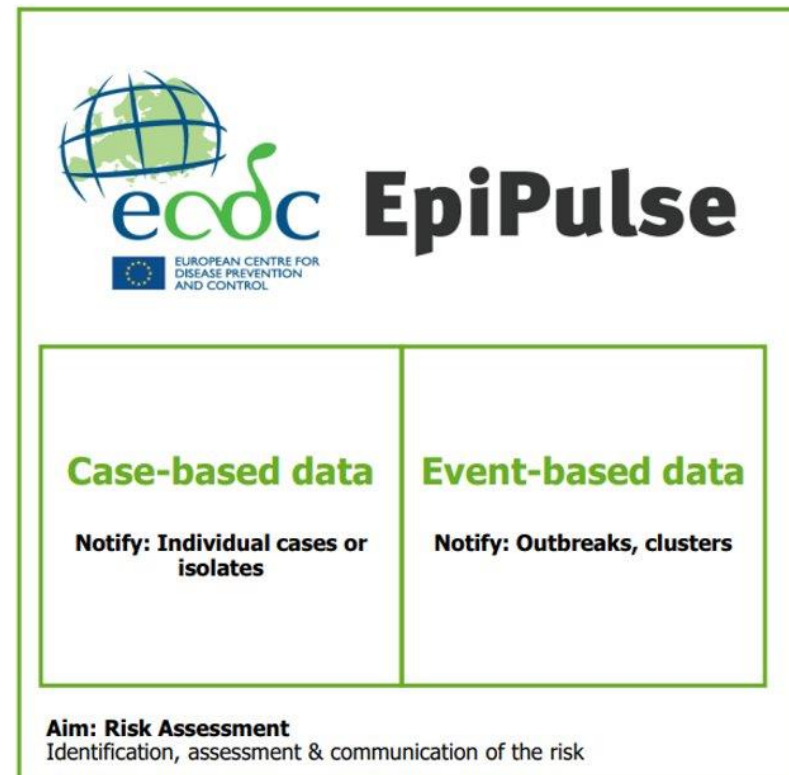 ecdc
EpiPulse
EUROPEAN CENTRE FOR
DISEASE PREVENTION
AND CONTROL
Case-based data
Notify: Individual cases or
isolates
Event-based data
Notify: Outbreaks, clusters
Aim: Risk Assessment
Identification, assessment & communication of the risk